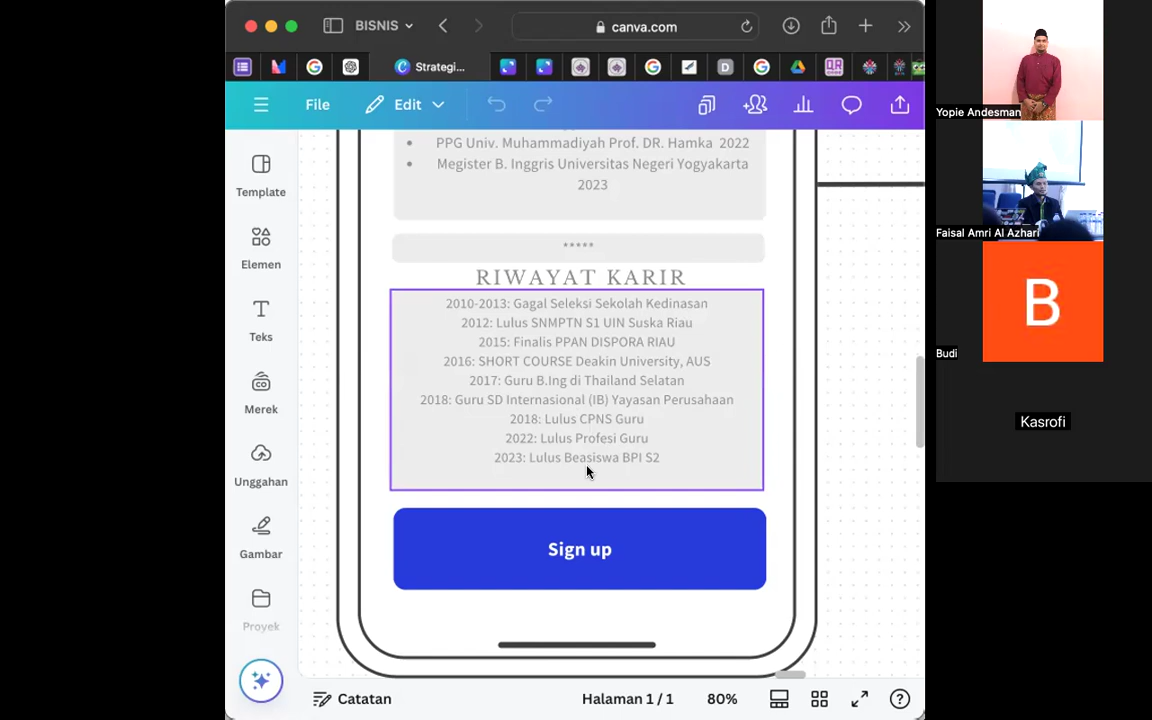 BISNIS
canva.com
Strategi...
File
Edit
Template
Elemen
Teks
Merek
Unggahan
Gambar
Proyek
PPG Univ. Muhammadiyah Prof. DR. Hamka 2022
Megister B. Inggris Universitas Negeri Yogyakarta
2023
*****
RIWAYAT KARIR
2010-2013: Gagal Seleksi Sekolah Kedinasan
2012: Lulus SNMPTN S1 UIN Suska Riau
2015: Finalis PPAN DISPORA RIAU
2016: SHORT COURSE Deakin University, AUS
2017: Guru B.Ing di Thailand Selatan
2018: Guru SD Internasional (IB) Yayasan Perusahaan
2018: Lulus CPNS Guru
2022: Lulus Profesi Guru
2023: Lulus Beasiswa BPI S2
Sign up
Catatan
Halaman 1 / 1
80%
Yopie Andesman
Faisal Amri Al Azhari
B
Budi
Kasrofi